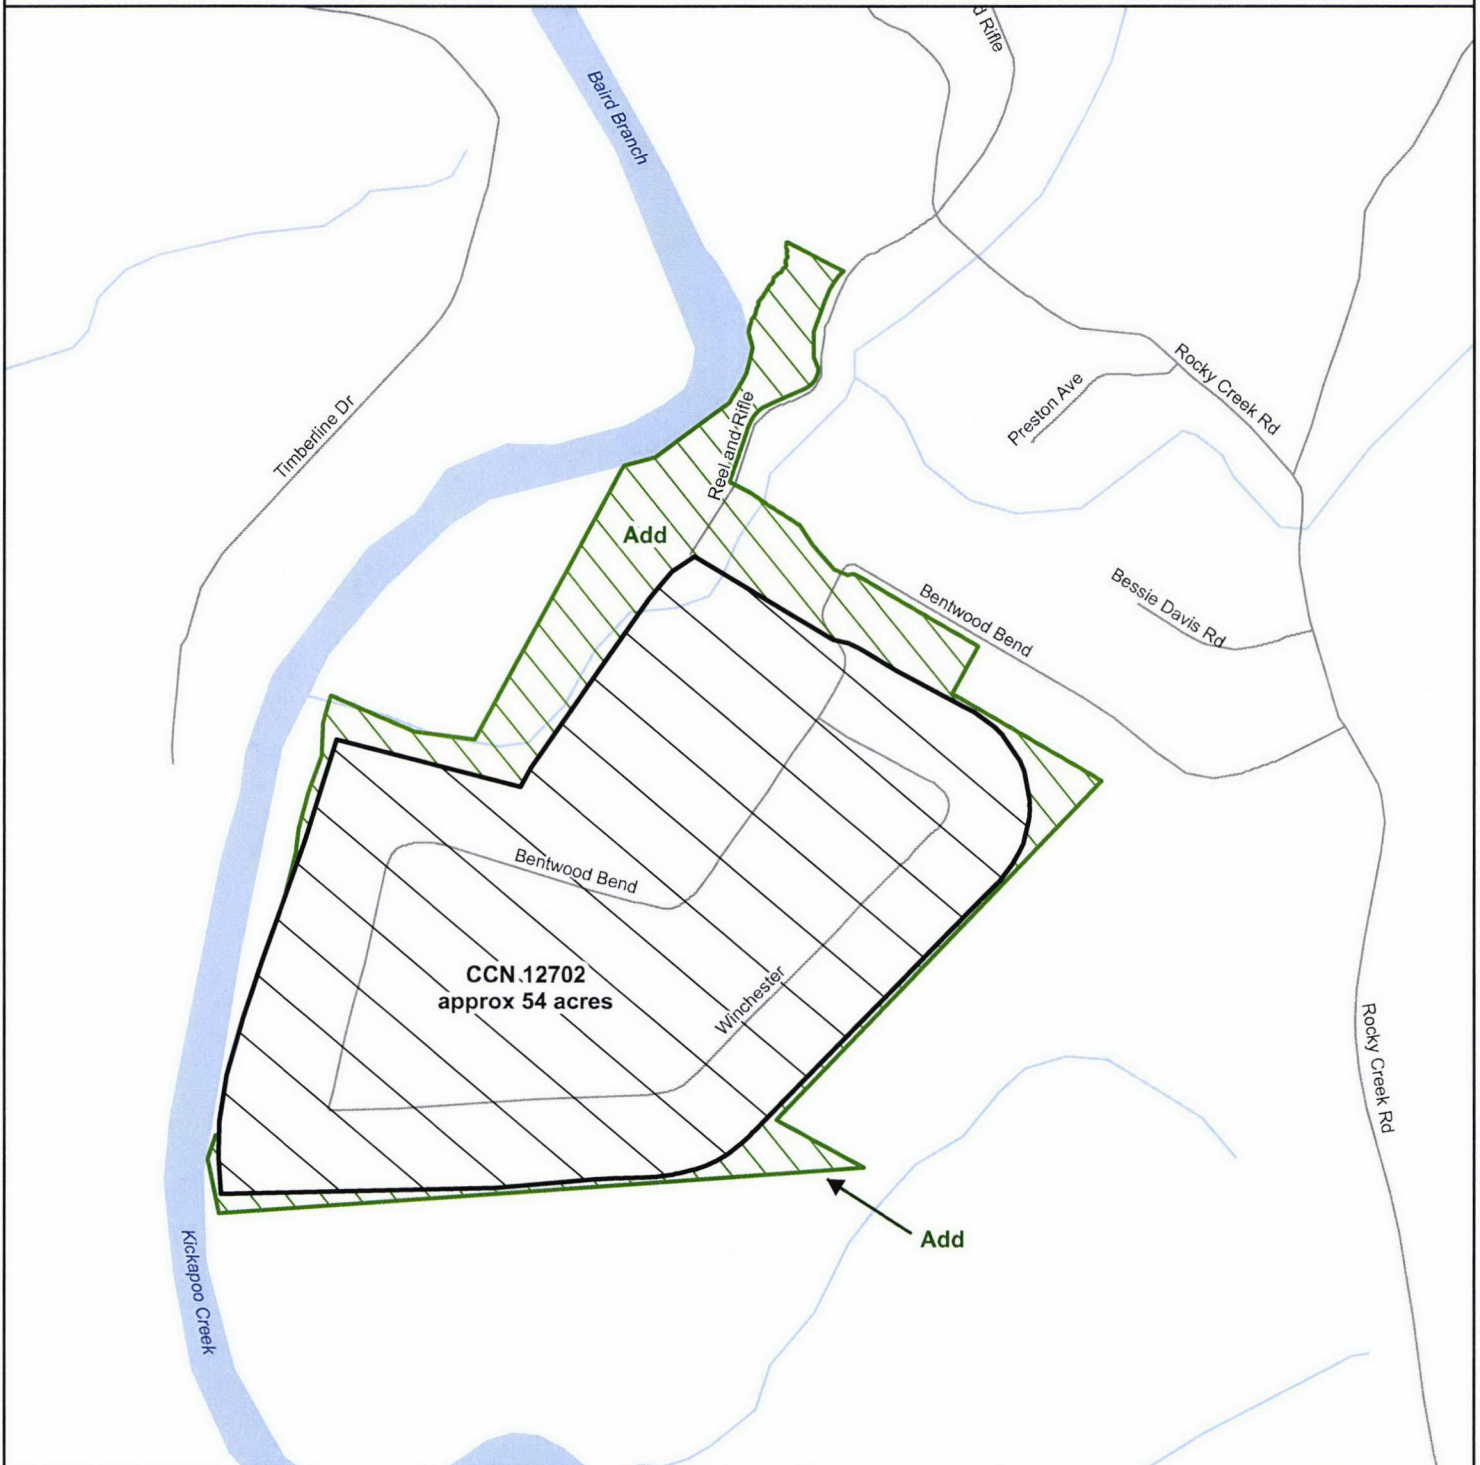 d Rifle
Baird Branch
Rocky Creek Rd
Preston Ave
Timberline Dr
Reel and Rifle
Add
Bentwood Bend
Bessie Davis Rd
Bentwood Bend
CCN 12702
approx 54 acres
Winchester
Rocky Creek Rd
Add
Kickapoo Creek